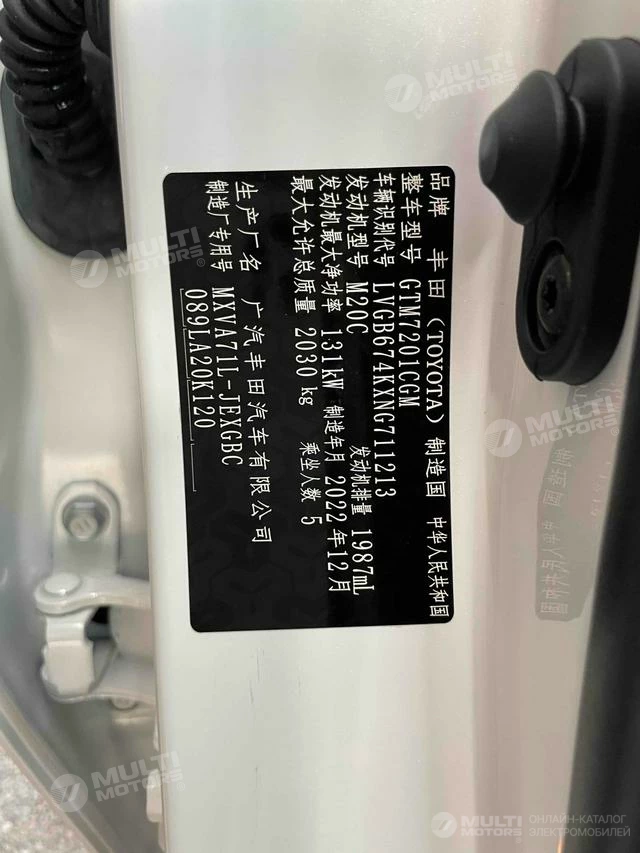 品牌 丰田（TOYOTA） 制造国 中华人民共和国
整车型号 GTM7201CGM
车辆识别代号 LVGB674KXNG711213
发动机型号 M20C 发动机排量 1987mL
发动机最大净功率 131kW 制造年月 2022年12月
最大允许总质量 2030kg 乘坐人数 5
生产厂名 广汽丰田汽车有限公司
制造厂专用号 MXVA71L-JEXGBC
089LA20K120
MULTI MOTORS
MULTI MOTORS®
MULTI MOTORS
MULTI MOTORS
MULTI MOTORS
ОНЛАЙН-КАТАЛОГ
ЭЛЕКТРОМОБИЛЕЙ